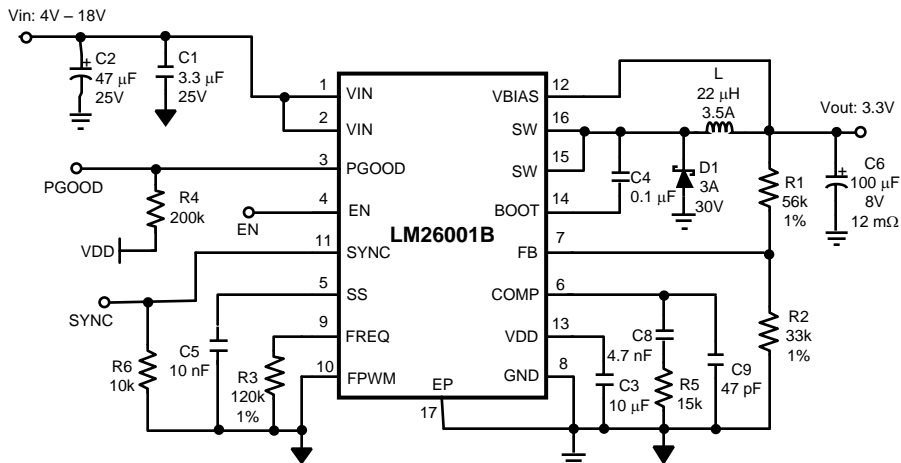 Vin: 4V – 18V
C2
47 µF
25V
+
C1
3.3 µF
25V
1
VIN
2
VIN
3
PGOOD
PGOOD
R4
200k
VDD
4
EN
EN
11
SYNC
SYNC
5
SS
9
FREQ
10
FPWM
R6
10k
C5
10 nF
R3
120k
1%
LM26001B
EP
17
12
VBIAS
16
SW
15
SW
14
BOOT
7
FB
6
COMP
13
VDD
8
GND
L
22 µH
3.5A
Vout: 3.3V
C4
0.1 µF
D1
3A
30V
R1
56k
1%
+
C6
100 µF
8V
12 mΩ
R2
33k
1%
C8
4.7 nF
C3
10 µF
R5
15k
C9
47 pF